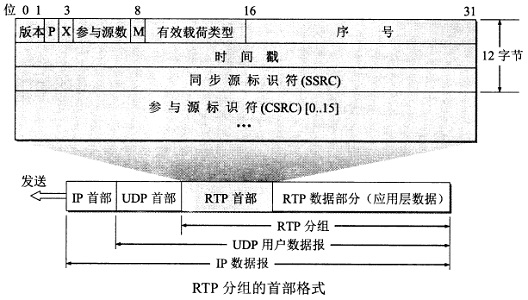 位 0 1 3 8 16 31
版本 P X 参与源数 M 有效载荷类型 序 号
时 间 戳
同 步 源 标 识 符 (SSRC)
参 与 源 标 识 符 (CSRC) [0..15]
...
12 字节
发送
IP 首部 UDP 首部 RTP 首部 RTP 数据部分（应用层数据）
RTP 分组
UDP 用户数据报
IP 数据报
RTP 分组的首部格式